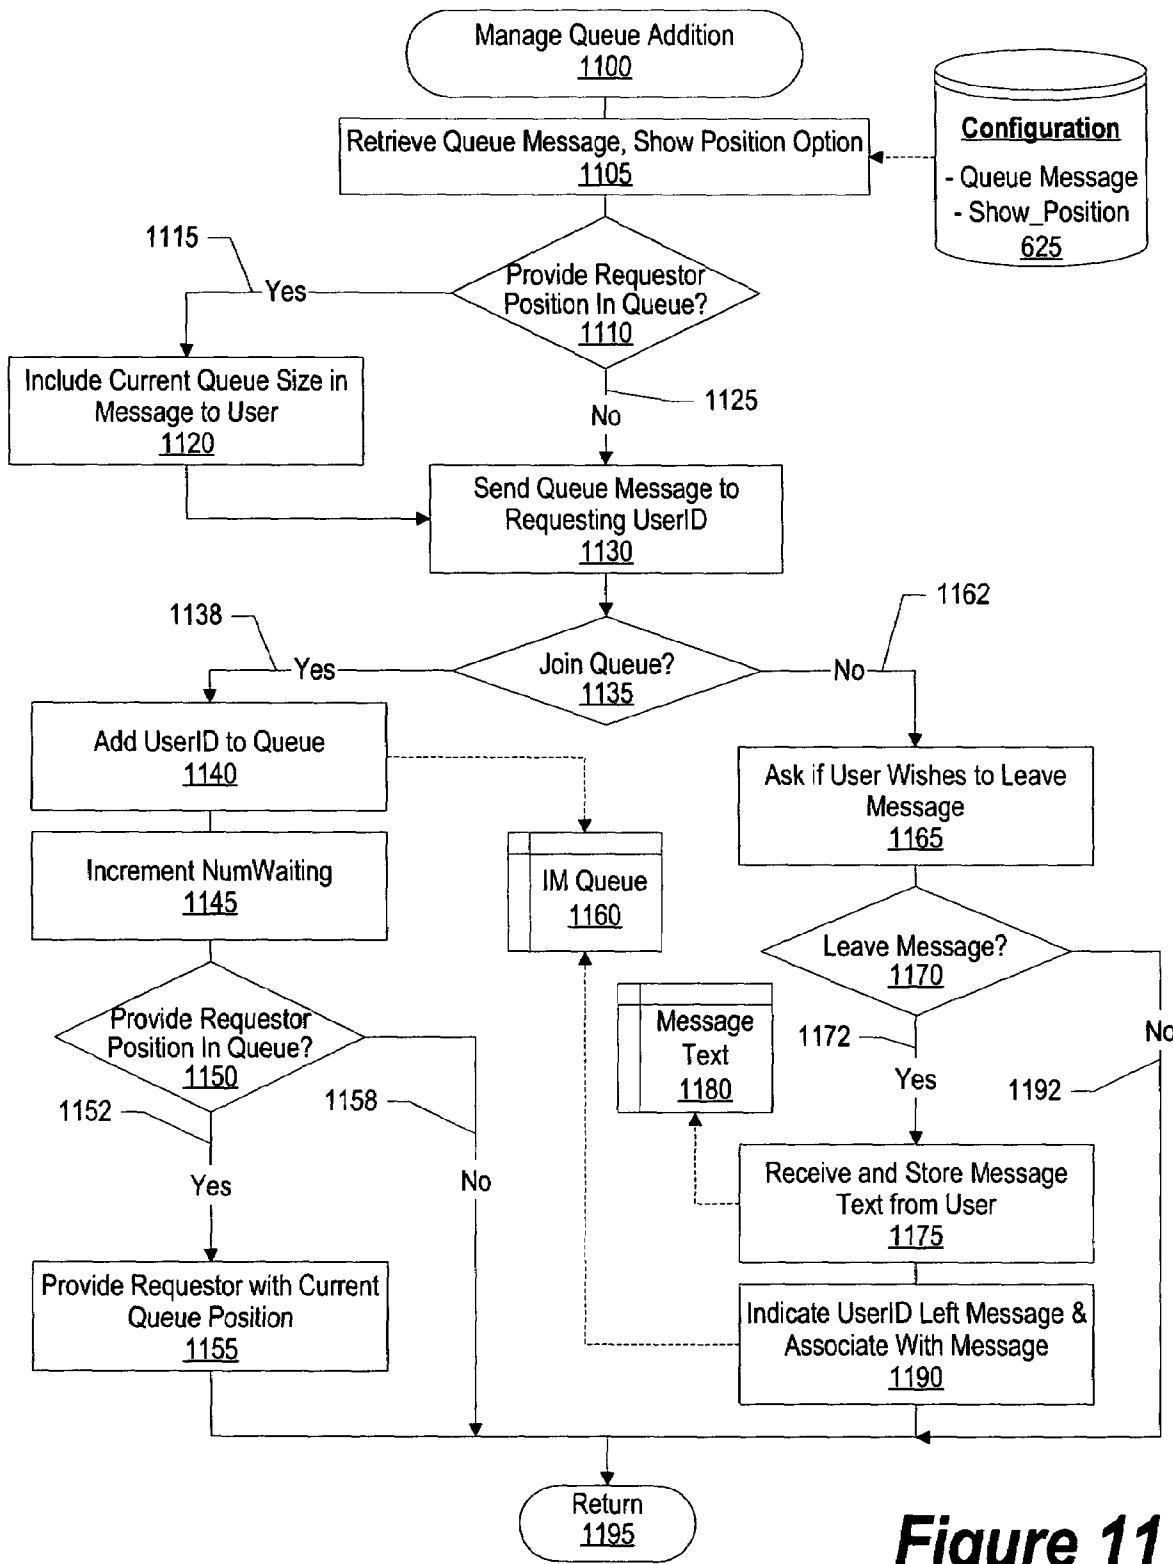 Manage Queue Addition
1100
Retrieve Queue Message, Show Position Option
1105
Configuration
- Queue Message
- Show_Position
625
1115
Yes
Provide Requestor
Position In Queue?
1110
Include Current Queue Size in
Message to User
1120
1125
No
Send Queue Message to
Requesting UserID
1130
1138
Yes
Join Queue?
1135
No
1162
Add UserID to Queue
1140
Ask if User Wishes to Leave
Message
1165
Increment NumWaiting
1145
IM Queue
1160
Leave Message?
1170
Provide Requestor
Position In Queue?
1150
Message
Text
1180
1172
Yes
No
1192
1152
Yes
1158
No
Receive and Store Message
Text from User
1175
Provide Requestor with Current
Queue Position
1155
Indicate UserID Left Message &
Associate With Message
1190
Return
1195
Figure 11